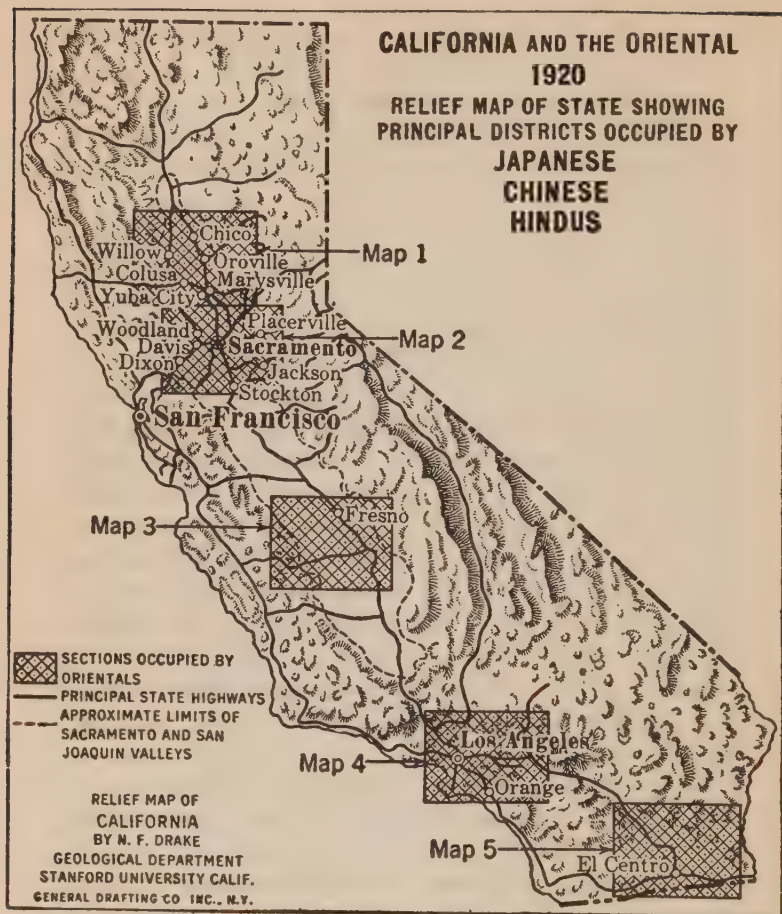 CALIFORNIA AND THE ORIENTAL
1920
RELIEF MAP OF STATE SHOWING
PRINCIPAL DISTRICTS OCCUPIED BY
JAPANESE
CHINESE
HINDUS
Chico
Willow
Oroville
Map 1
Colusa
Marysville
Yuba City
Placerville
Woodland
Map 2
Davis
Sacramento
Dixon
Jackson
Stockton
San Francisco
Fresno
Map 3
SECTIONS OCCUPIED BY
ORIENTALS
PRINCIPAL STATE HIGHWAYS
APPROXIMATE LIMITS OF
SACRAMENTO AND SAN
JOAQUIN VALLEYS
Los Angeles
Map 4
Orange
Map 5
El Centro
RELIEF MAP OF
CALIFORNIA
BY N. F. DRAKE
GEOLOGICAL DEPARTMENT
STANFORD UNIVERSITY CALIF.
GENERAL DRAFTING CO INC., N.Y.